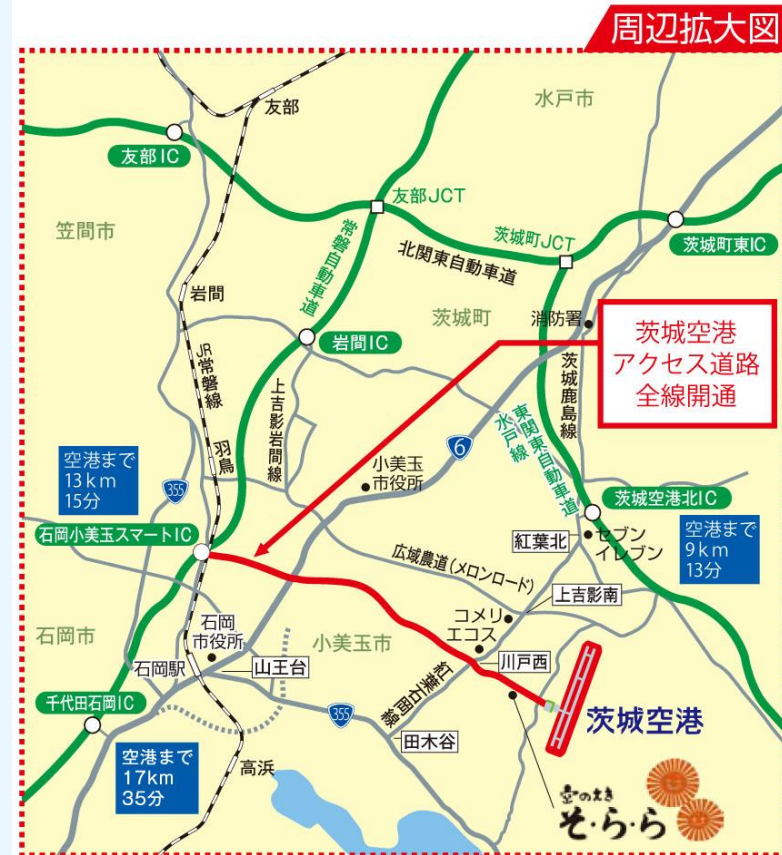 周辺拡大図
友部
水戸市
友部IC
友部JCT
笠間市
茨城町JCT
茨城町東IC
常磐自動車道
北関東自動車道
岩間
茨城町
消防署
茨城空港
アクセス道路
全線開通
岩間IC
JR常磐線
上吉影岩間線
茨城鹿島線
羽鳥
東関東自動車道
水戸線
6
空港まで
13km
15分
355
小美玉
市役所
茨城空港北IC
石岡小美玉スマートIC
紅葉北
セブン
イレブン
空港まで
9km
13分
広域農道(メロンロード)
上吉影南
石岡市
石岡
市役所
小美玉市
コメリ
エコス
川戸西
石岡駅
山王台
紅葉石岡線
千代田石岡IC
355
田木谷
茨城空港
空港まで
17km
35分
高浜
空のえき
そ・ら・ら